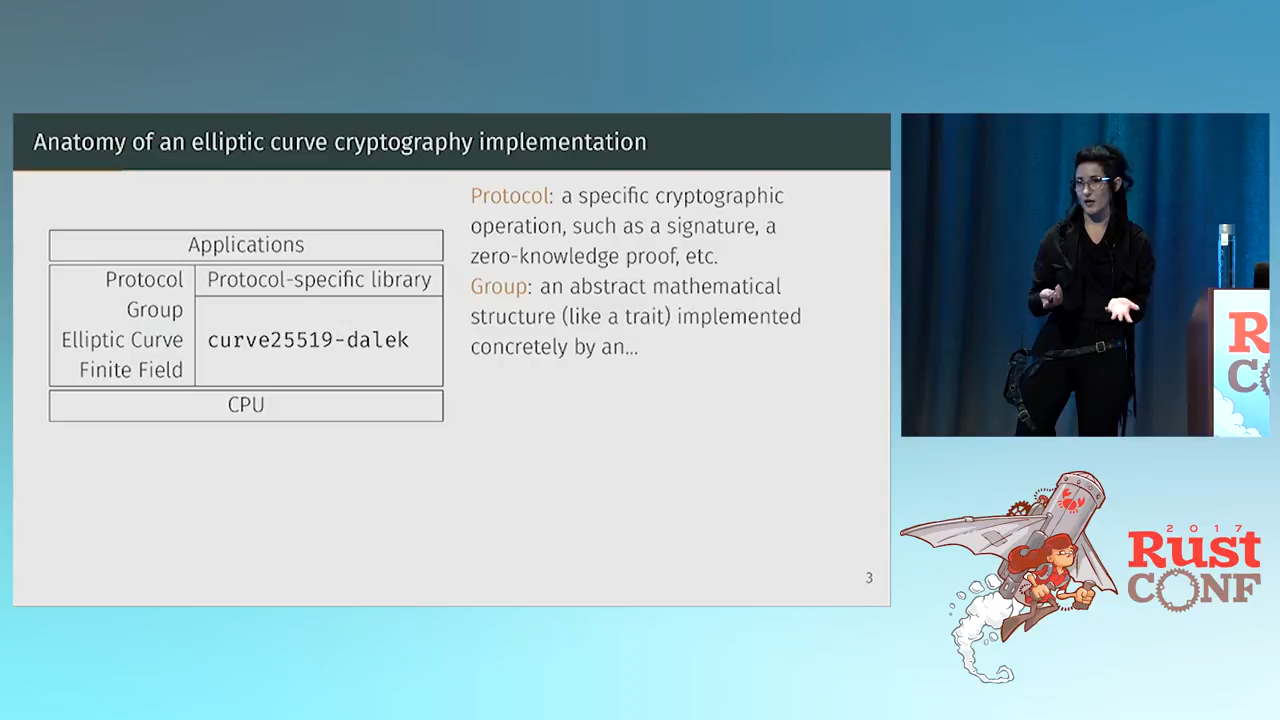 Anatomy of an elliptic curve cryptography implementation
Applications
Protocol
Protocol-specific library
Group
Elliptic Curve
curve25519-dalek
Finite Field
CPU
Protocol: a specific cryptographic
operation, such as a signature, a
zero-knowledge proof, etc.
Group: an abstract mathematical
structure (like a trait) implemented
concretely by an...
3
R
C
2017
Rust
CONF